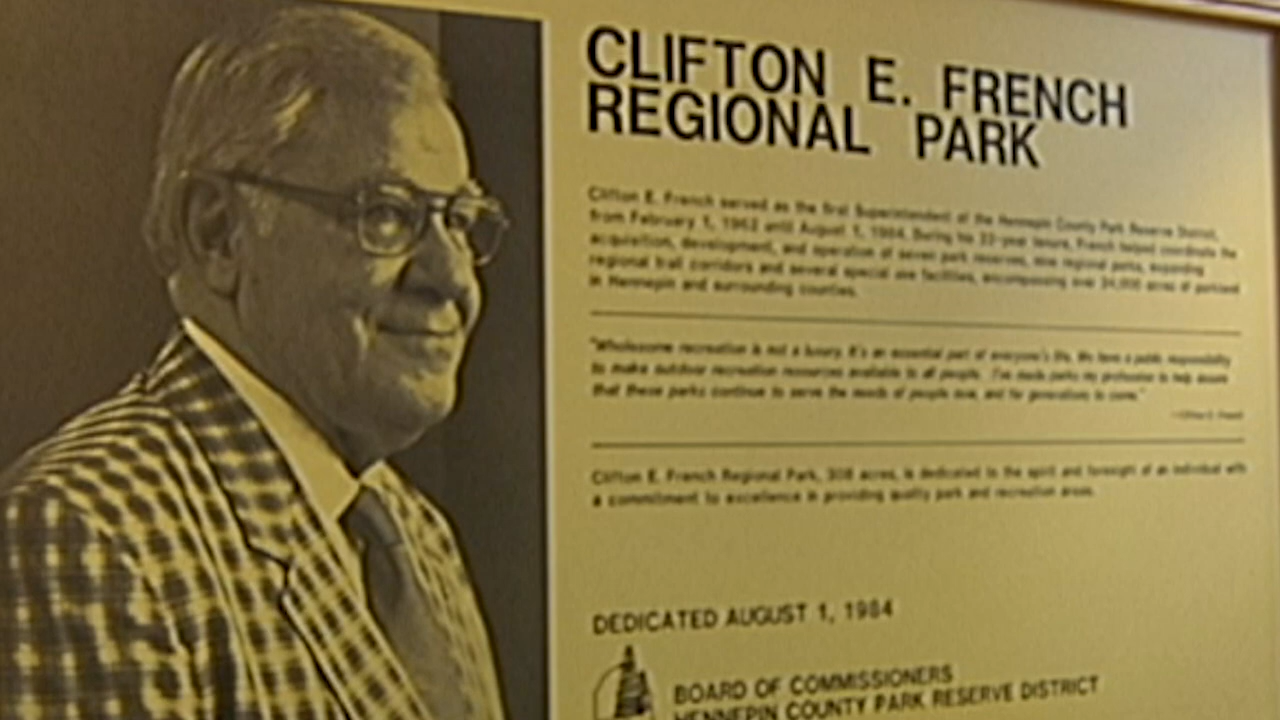 CLIFTON E. FRENCH
REGIONAL PARK
Clifton E. French served as the first Superintendent of the Hennepin County Park Reserve District,
from February 1, 1962 until August 1, 1984. During his 22-year tenure, French helped coordinate the
acquisition, development, and operation of seven park reserves, nine regional parks, expanding
regional trail corridors and several special use facilities, encompassing over 24,000 acres of parkland
in Hennepin and surrounding counties.
"Wholesome recreation is not a luxury. It's an essential part of everyone's life. We have a public responsibility
to make outdoor recreation resources available to all people. I've made parks my profession to help assure
that these parks continue to serve the needs of people now, and for generations to come."
—Clifton E. French
Clifton E. French Regional Park, 308 acres, is dedicated to the spirit and foresight of an individual with
a commitment to excellence in providing quality park and recreation areas.
DEDICATED AUGUST 1, 1984
BOARD OF COMMISSIONERS
HENNEPIN COUNTY PARK RESERVE DISTRICT